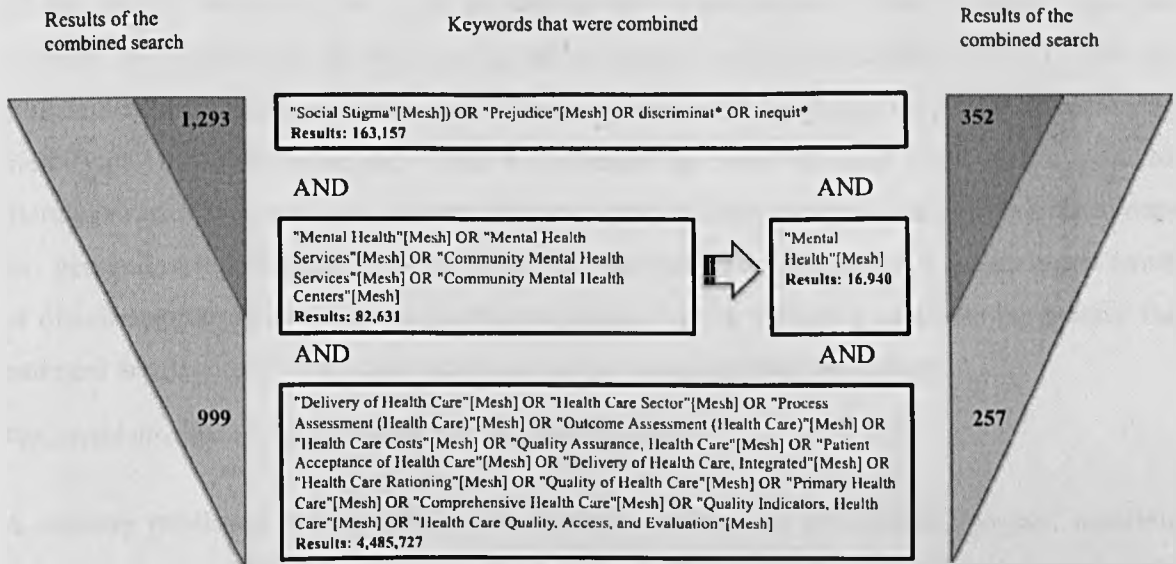 Results of the
combined search
Keywords that were combined
Results of the
combined search
1,293
"Social Stigma"[Mesh]) OR "Prejudice"[Mesh] OR discriminat* OR inequit*
Results: 163,157
352
AND
AND
"Mental Health"[Mesh] OR "Mental Health
Services"[Mesh] OR "Community Mental Health
Services"[Mesh] OR "Community Mental Health
Centers"[Mesh]
Results: 82,631
"Mental
Health"[Mesh]
Results: 16.940
AND
AND
999
"Delivery of Health Care"[Mesh] OR "Health Care Sector"[Mesh] OR "Process
Assessment (Health Care)"[Mesh] OR "Outcome Assessment (Health Care)"[Mesh] OR
"Health Care Costs"[Mesh] OR "Quality Assurance, Health Care"[Mesh] OR "Patient
Acceptance of Health Care"[Mesh] OR "Delivery of Health Care, Integrated"[Mesh] OR
"Health Care Rationing"[Mesh] OR "Quality of Health Care"[Mesh] OR "Primary Health
Care"[Mesh] OR "Comprehensive Health Care"[Mesh] OR "Quality Indicators, Health
Care"[Mesh] OR "Health Care Quality, Access, and Evaluation"[Mesh]
Results: 4,485,727
257